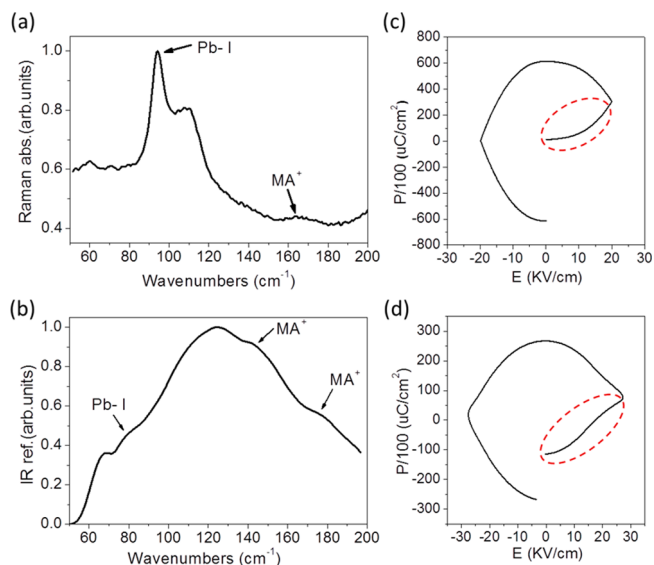 (a)
Raman abs.(arb.units)
1.0
0.8
0.6
0.4
Pb- I
MA+
60 80 100 120 140 160 180 200
Wavenumbers (cm-1)
(c)
P/100 (uC/cm2)
800
600
400
200
0
-200
-400
-600
-800
-30 -20 -10 0 10 20 30
E (KV/cm)
(b)
IR ref.(arb.units)
1.0
0.8
0.6
0.4
0.2
0.0
Pb- I
MA+
MA+
60 80 100 120 140 160 180 200
Wavenumbers (cm-1)
(d)
P/100 (uC/cm2)
300
200
100
0
-100
-200
-300
-30 -20 -10 0 10 20 30
E (KV/cm)